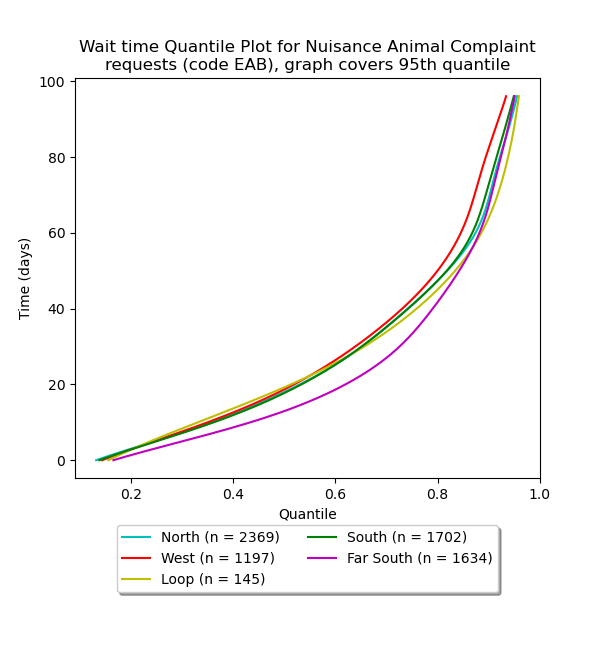 Wait time Quantile Plot for Nuisance Animal Complaint
requests (code EAB), graph covers 95th quantile
100
80
60
40
20
0
Time (days)
0.2 0.4 0.6 0.8 1.0
Quantile
North (n = 2369)
West (n = 1197)
Loop (n = 145)
South (n = 1702)
Far South (n = 1634)